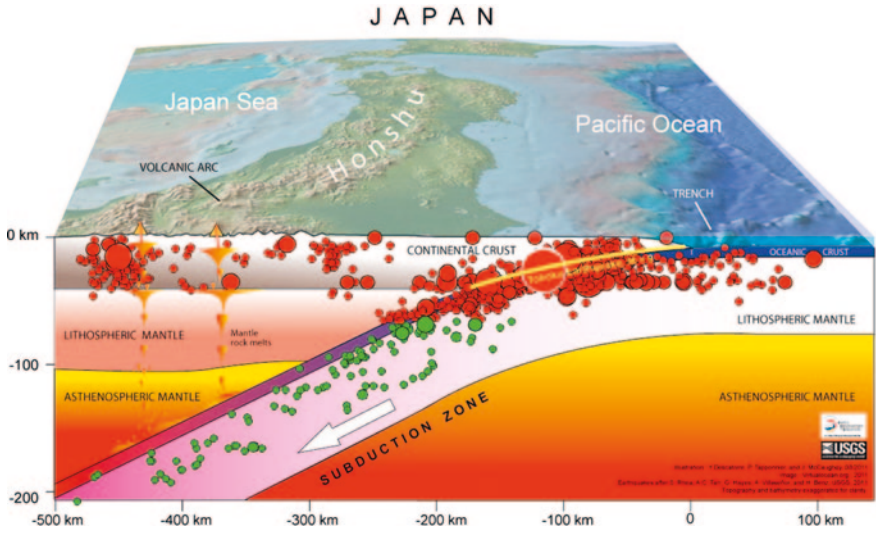 JAPAN
Japan Sea
Honshu
Pacific Ocean
VOLCANIC ARC
TRENCH
0 km
CONTINENTAL CRUST
OCEANIC CRUST
LITHOSPHERIC MANTLE
Mantle
rock melts
LITHOSPHERIC MANTLE
-100
ASTHENOSPHERIC MANTLE
ASTHENOSPHERIC MANTLE
SUBDUCTION ZONE
USGS
-200
-500 km
-400 km
-300 km
-200 km
-100 km
0
100 km